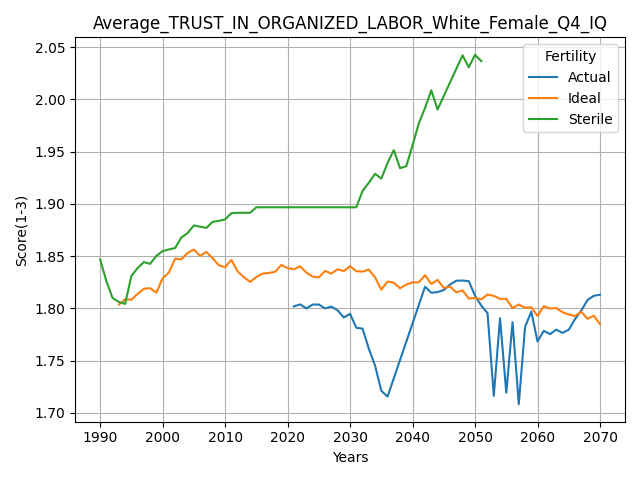 Average_TRUST_IN_ORGANIZED_LABOR_White_Female_Q4_IQ
Fertility
Actual
Ideal
Sterile
Score(1-3)
2.05
2.00
1.95
1.90
1.85
1.80
1.75
1.70
1990 2000 2010 2020 2030 2040 2050 2060 2070
Years